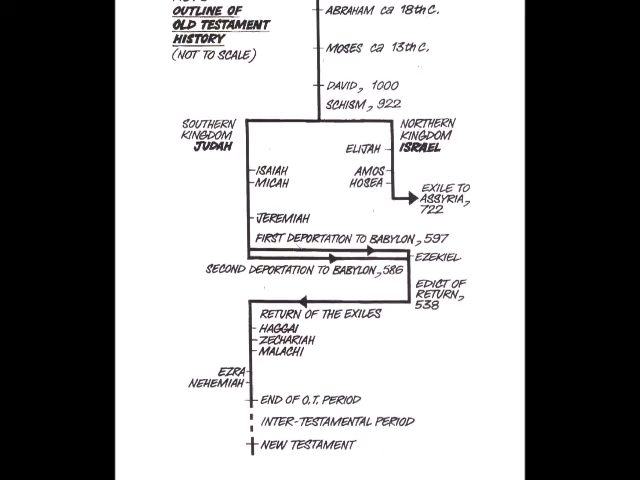 OUTLINE OF
OLD TESTAMENT
HISTORY
(NOT TO SCALE)
ABRAHAM ca 18th C.
MOSES ca 13th C.
DAVID, 1000
SCHISM, 922
SOUTHERN
KINGDOM
JUDAH
NORTHERN
KINGDOM
ISRAEL
ELIJAH
ISAIAH
MICAH
AMOS
HOSEA
EXILE TO
ASSYRIA,
722
JEREMIAH
FIRST DEPORTATION TO BABYLON, 597
EZEKIEL
SECOND DEPORTATION TO BABYLON, 586
EDICT OF
RETURN,
538
RETURN OF THE EXILES
HAGGAI
ZECHARIAH
MALACHI
EZRA
NEHEMIAH
END OF O.T. PERIOD
INTER-TESTAMENTAL PERIOD
NEW TESTAMENT